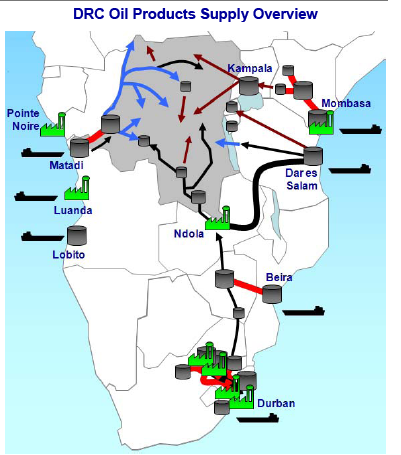 DRC Oil Products Supply Overview
Kampala
Mombasa
Pointe
Noire
Matadi
Dar es
Salam
Luanda
Ndola
Lobito
Beira
Durban